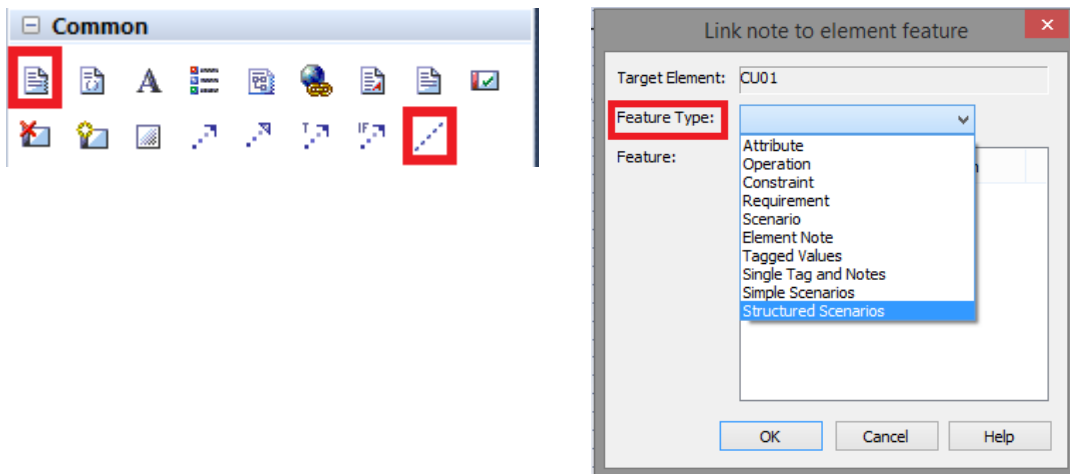 Common
A
T
IF
Link note to element feature
Target Element: CU01
Feature Type:
Attribute
Feature:
Operation
Constraint
Requirement
Scenario
Element Note
Tagged Values
Single Tag and Notes
Simple Scenarios
Structured Scenarios
OK Cancel Help